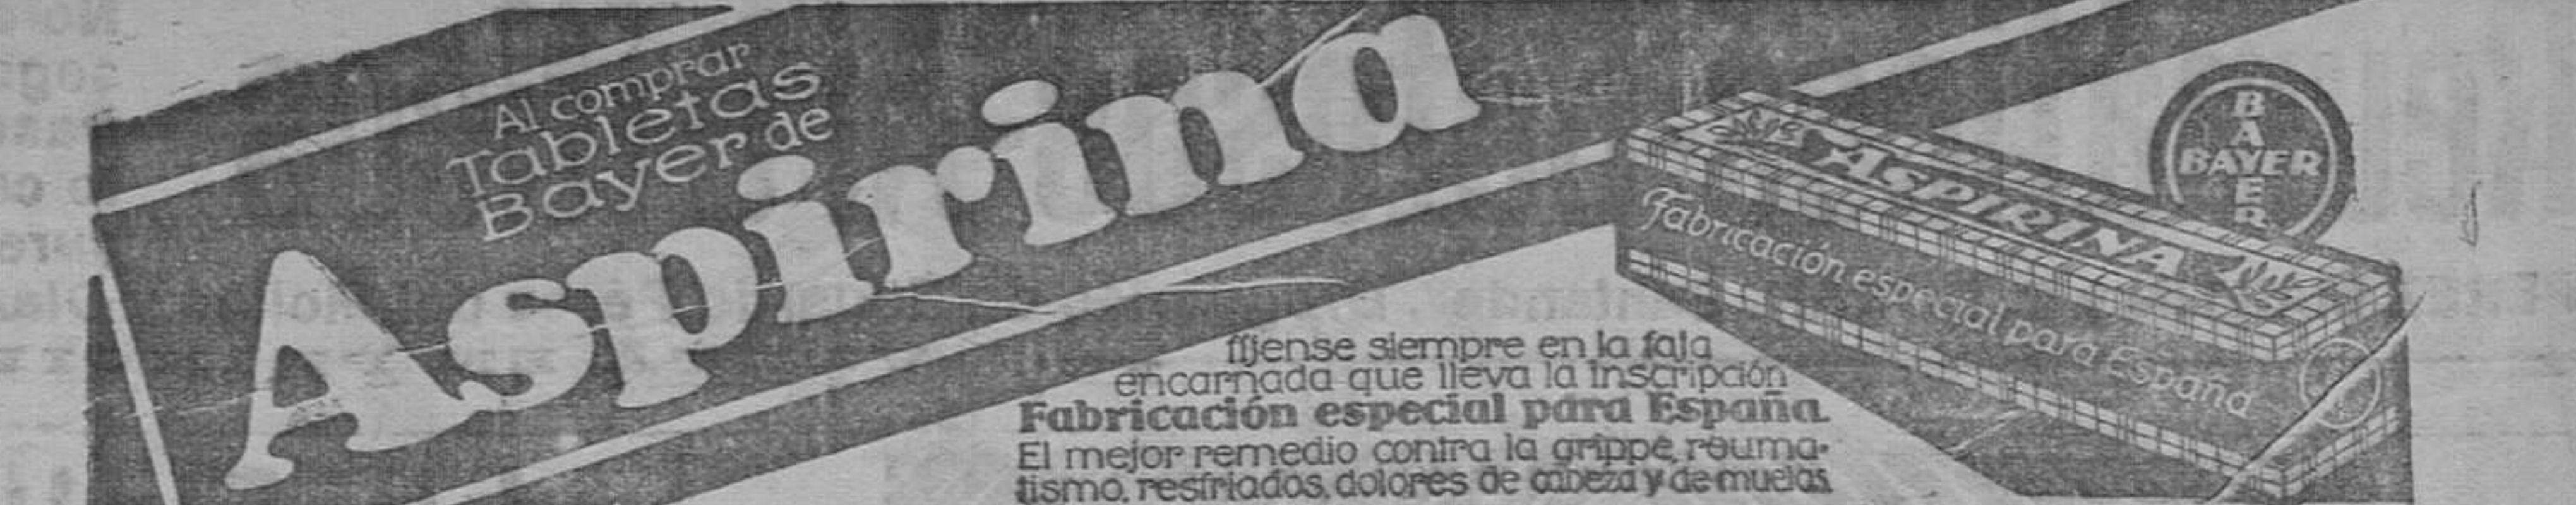 Al comprar
Tabletas
Bayer de
Aspirina
fíjense siempre en la faja
encarnada que lleva la inscripción
Fabricación especial para España.
El mejor remedio contra la grippe, reuma-
tismo, resfriados, dolores de cabeza y de muelas
ASPIRINA
Fabricación especial para España
BAYER
BAYER